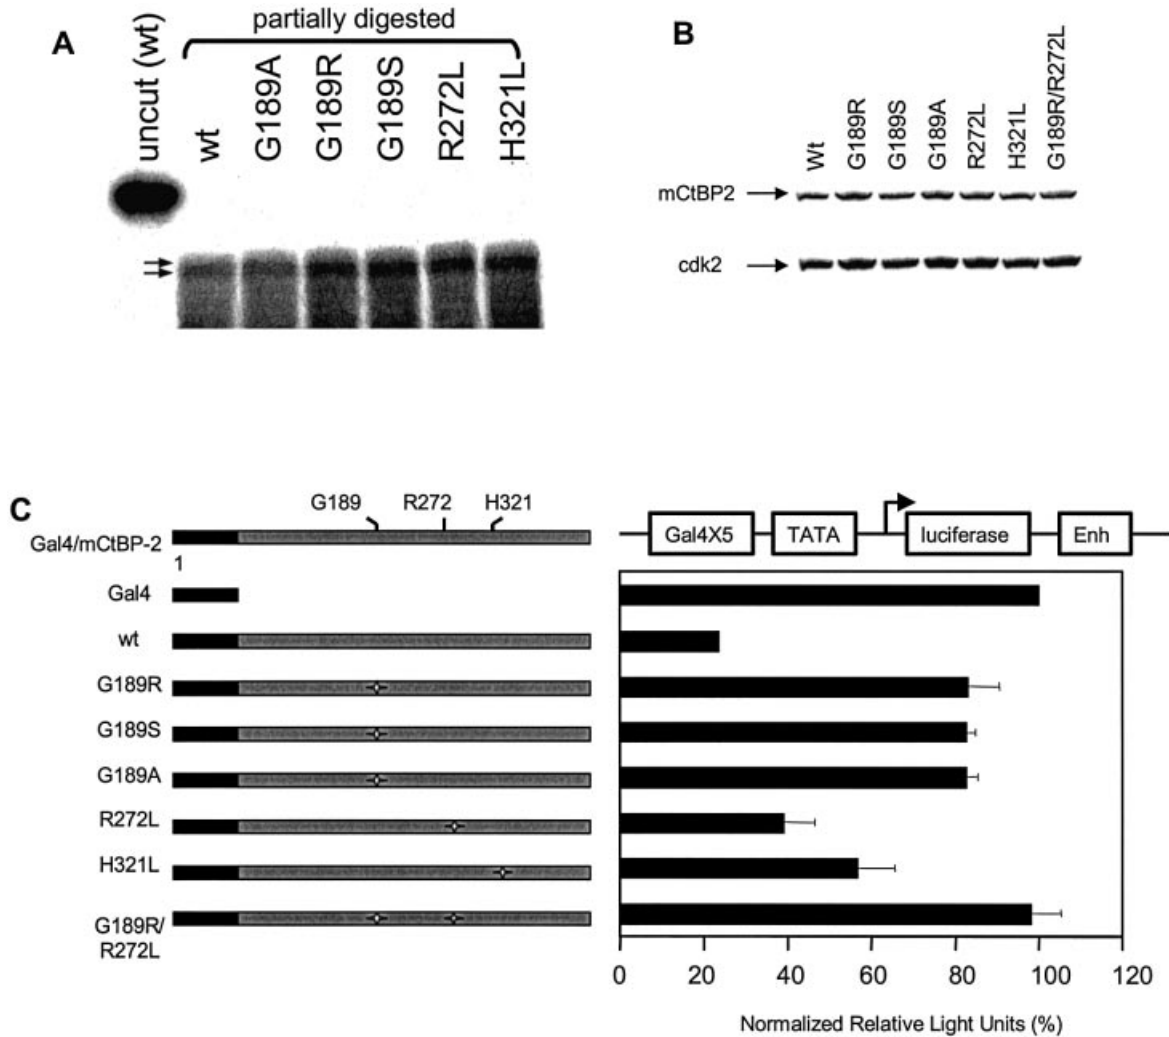 A
partially digested
uncut (wt)
wt
G189A
G189R
G189S
R272L
H321L
B
Wt
G189R
G189S
G189A
R272L
H321L
G189R/R272L
mCtBP2
cdk2
C
G189
R272
H321
Gal4/mCtBP-2
1
Gal4
wt
G189R
G189S
G189A
R272L
H321L
G189R/
R272L
Gal4X5
TATA
luciferase
Enh
0
20
40
60
80
100
120
Normalized Relative Light Units (%)